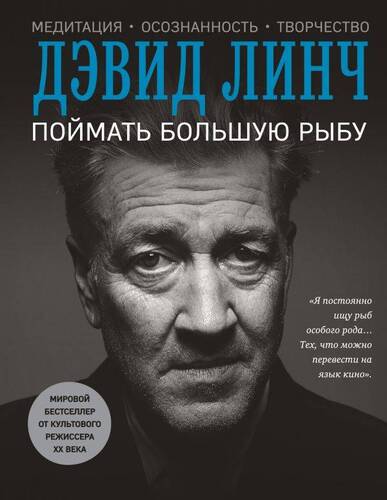 МЕДИТАЦИЯ • ОСОЗНАННОСТЬ • ТВОРЧЕСТВО
ДЭВИД ЛИНЧ
ПОЙМАТЬ БОЛЬШУЮ РЫБУ
«Я постоянно
ищу рыб
особого рода...
Тех, что можно
перевести на
язык кино».
МИРОВОЙ
БЕСТСЕЛЛЕР
ОТ КУЛЬТОВОГО
РЕЖИССЕРА
XX ВЕКА